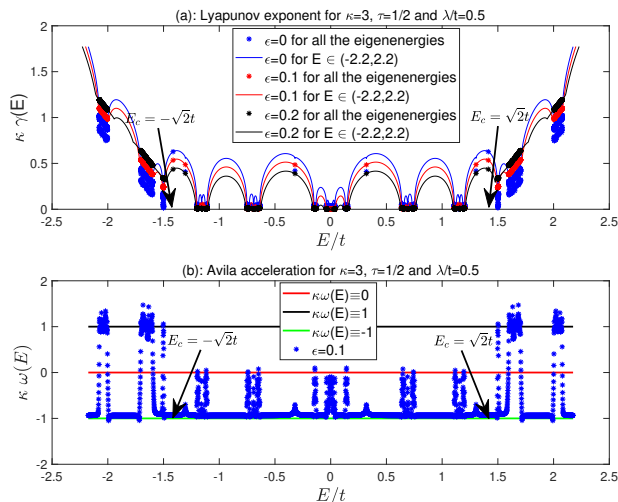 (a): Lyapunov exponent for κ=3, τ=1/2 and λ/t=0.5
κ γ(E)
2
1.5
1
0.5
0
ϵ=0 for all the eigenenergies
ϵ=0 for E ∈ (-2.2,2.2)
ϵ=0.1 for all the eigenenergies
ϵ=0.1 for E ∈ (-2.2,2.2)
ϵ=0.2 for all the eigenenergies
ϵ=0.2 for E ∈ (-2.2,2.2)
E_c = −√2t
E_c = √2t
-2.5 -2 -1.5 -1 -0.5 0 0.5 1 1.5 2 2.5
E/t
(b): Avila acceleration for κ=3, τ=1/2 and λ/t=0.5
κ ω(E)
2
1
0
-1
-2
κω(E)≡0
κω(E)≡1
κω(E)≡-1
ϵ=0.1
E_c = −√2t
E_c = √2t
-2.5 -2 -1.5 -1 -0.5 0 0.5 1 1.5 2 2.5
E/t